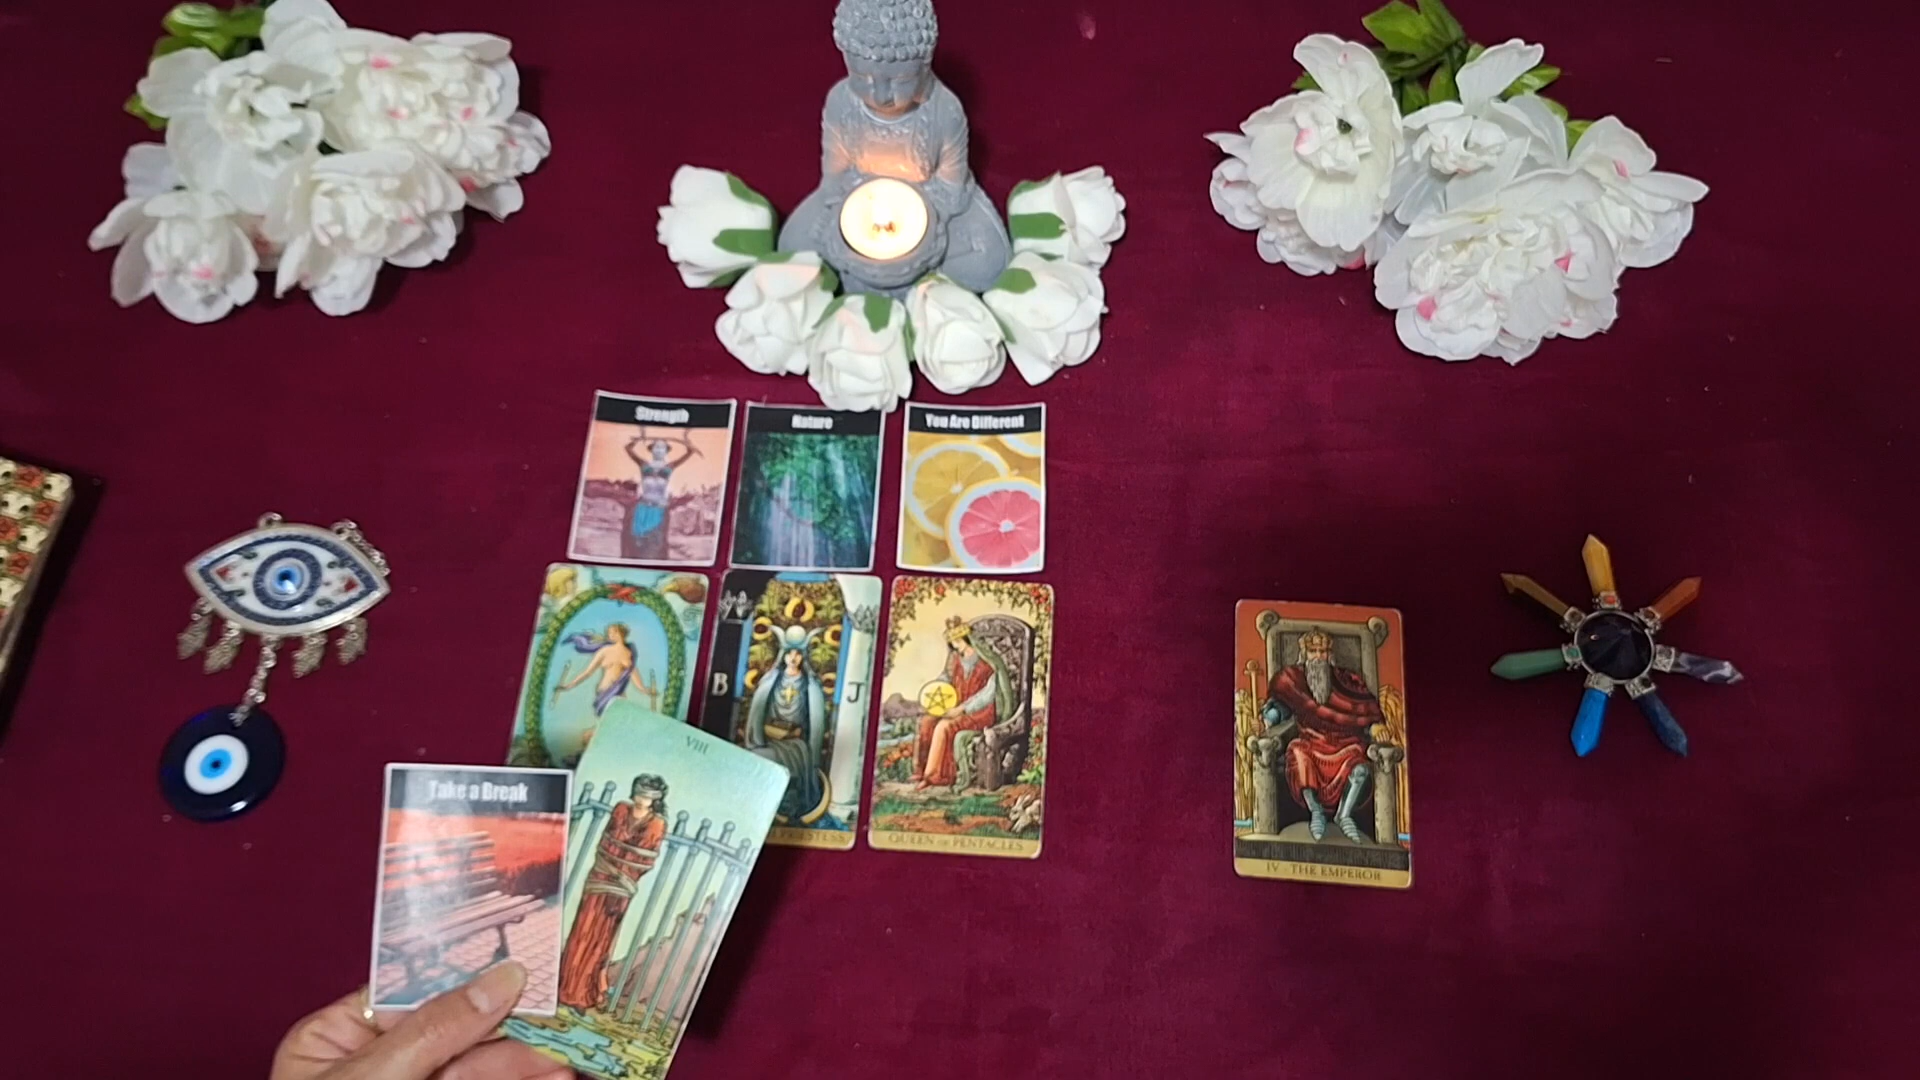 Strength
Nature
You Are Different
B
J
QUEEN OF PENTACLES
VIII
Take a Break
IV THE EMPEROR